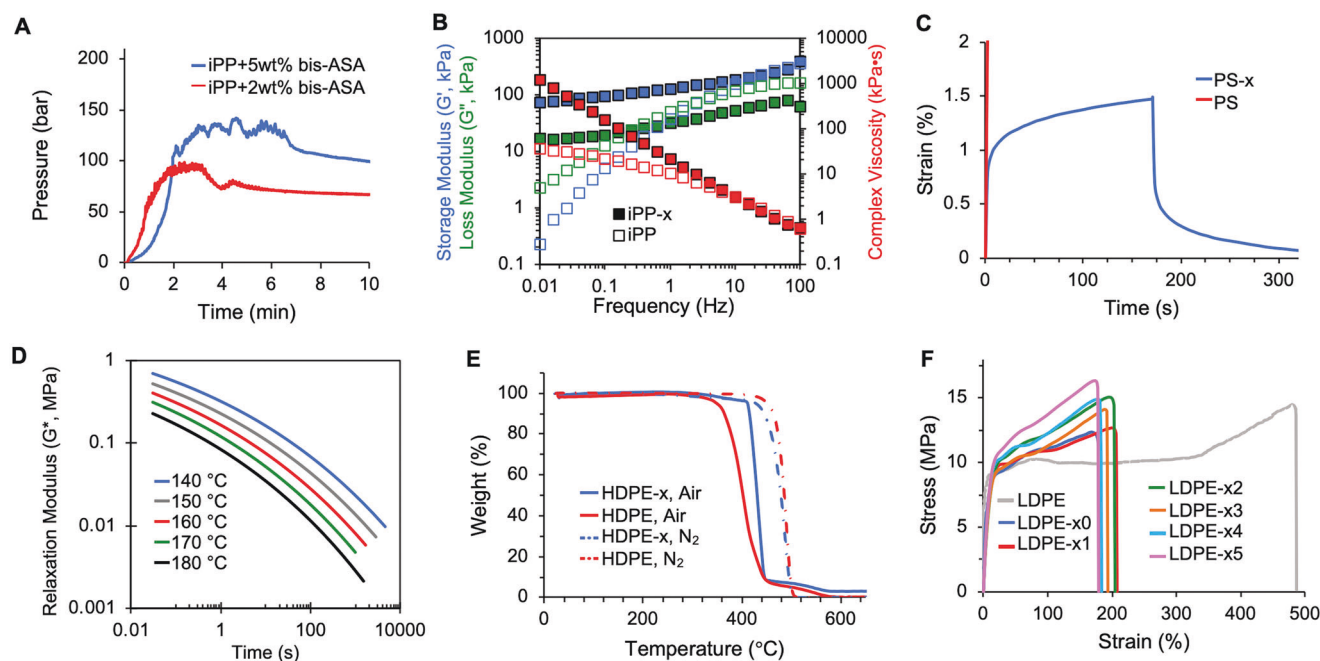 A
200
150
100
50
0
Pressure (bar)
iPP+5wt% bis-ASA
iPP+2wt% bis-ASA
0 2 4 6 8 10
Time (min)
B
1000
100
10
1
0.1
Storage Modulus (G', kPa)
Loss Modulus (G", kPa)
iPP-x
iPP
10000
1000
100
10
1
0.1
Complex Viscosity (kPa•s)
0.01 0.1 1 10 100
Frequency (Hz)
C
2
1.5
1
0.5
0
Strain (%)
PS-x
PS
0 100 200 300
Time (s)
D
1
0.1
0.01
0.001
Relaxation Modulus (G*, MPa)
140 °C
150 °C
160 °C
170 °C
180 °C
0.01 1 100 10000
Time (s)
E
100
80
60
40
20
0
Weight (%)
HDPE-x, Air
HDPE, Air
HDPE-x, N2
HDPE, N2
0 200 400 600
Temperature (°C)
F
15
10
5
0
Stress (MPa)
LDPE
LDPE-x0
LDPE-x1
LDPE-x2
LDPE-x3
LDPE-x4
LDPE-x5
0 100 200 300 400 500
Strain (%)